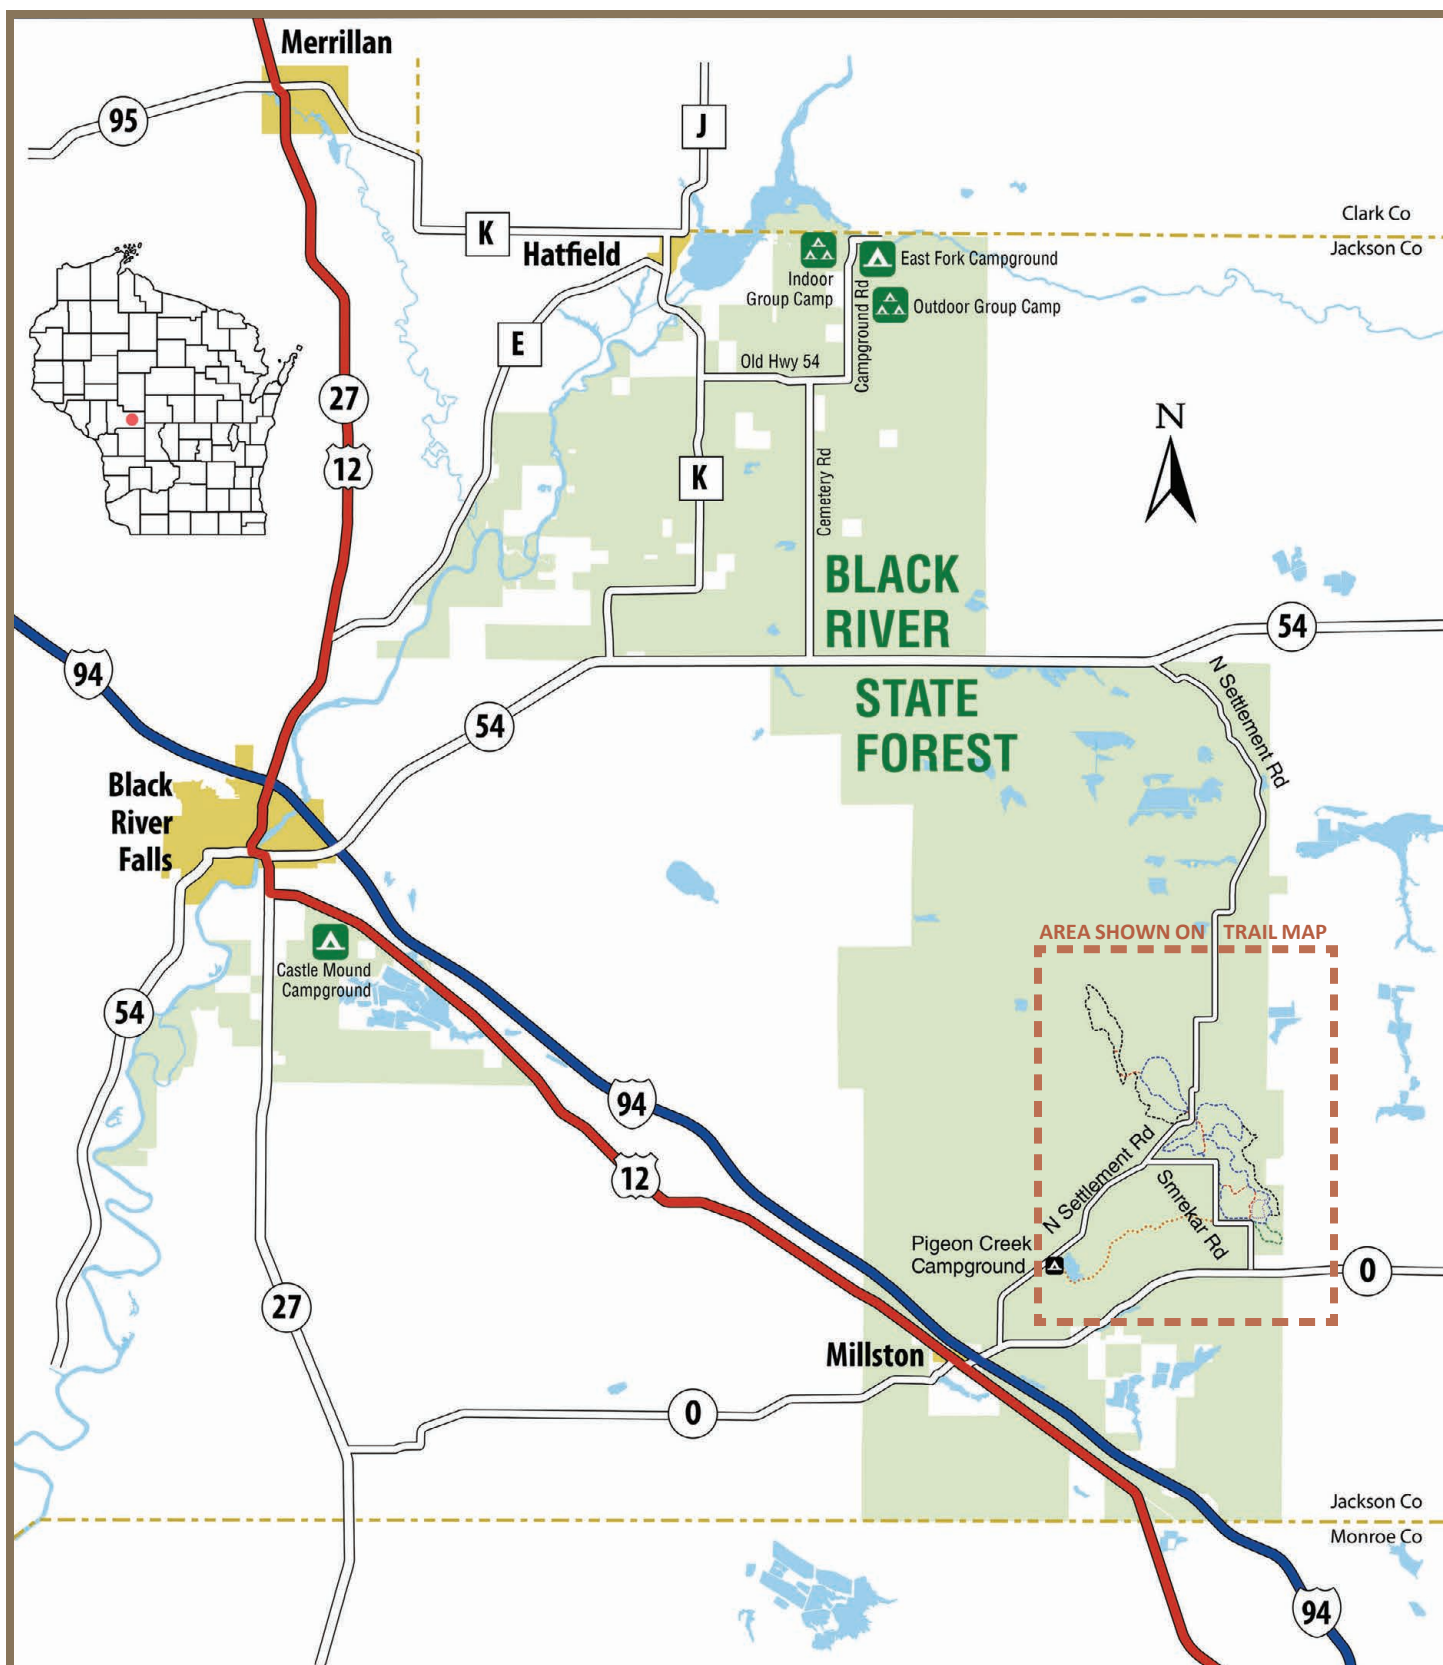 Merrillan
95
J
Clark Co
Jackson Co
K
Hatfield
Indoor
Group Camp
East Fork Campground
Outdoor Group Camp
Campground Rd
E
Old Hwy 54
27
12
N
K
Cemetery Rd
BLACK
RIVER
STATE
FOREST
54
N Settlement Rd
94
54
Black
River
Falls
AREA SHOWN ON TRAIL MAP
Castle Mound
Campground
54
94
12
N Settlement Rd
Smrekar Rd
Pigeon Creek
Campground
O
27
Millston
O
Jackson Co
Monroe Co
94